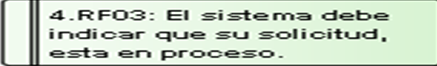 4.RF03: El sistema debe
indicar que su solicitud,
esta en proceso.